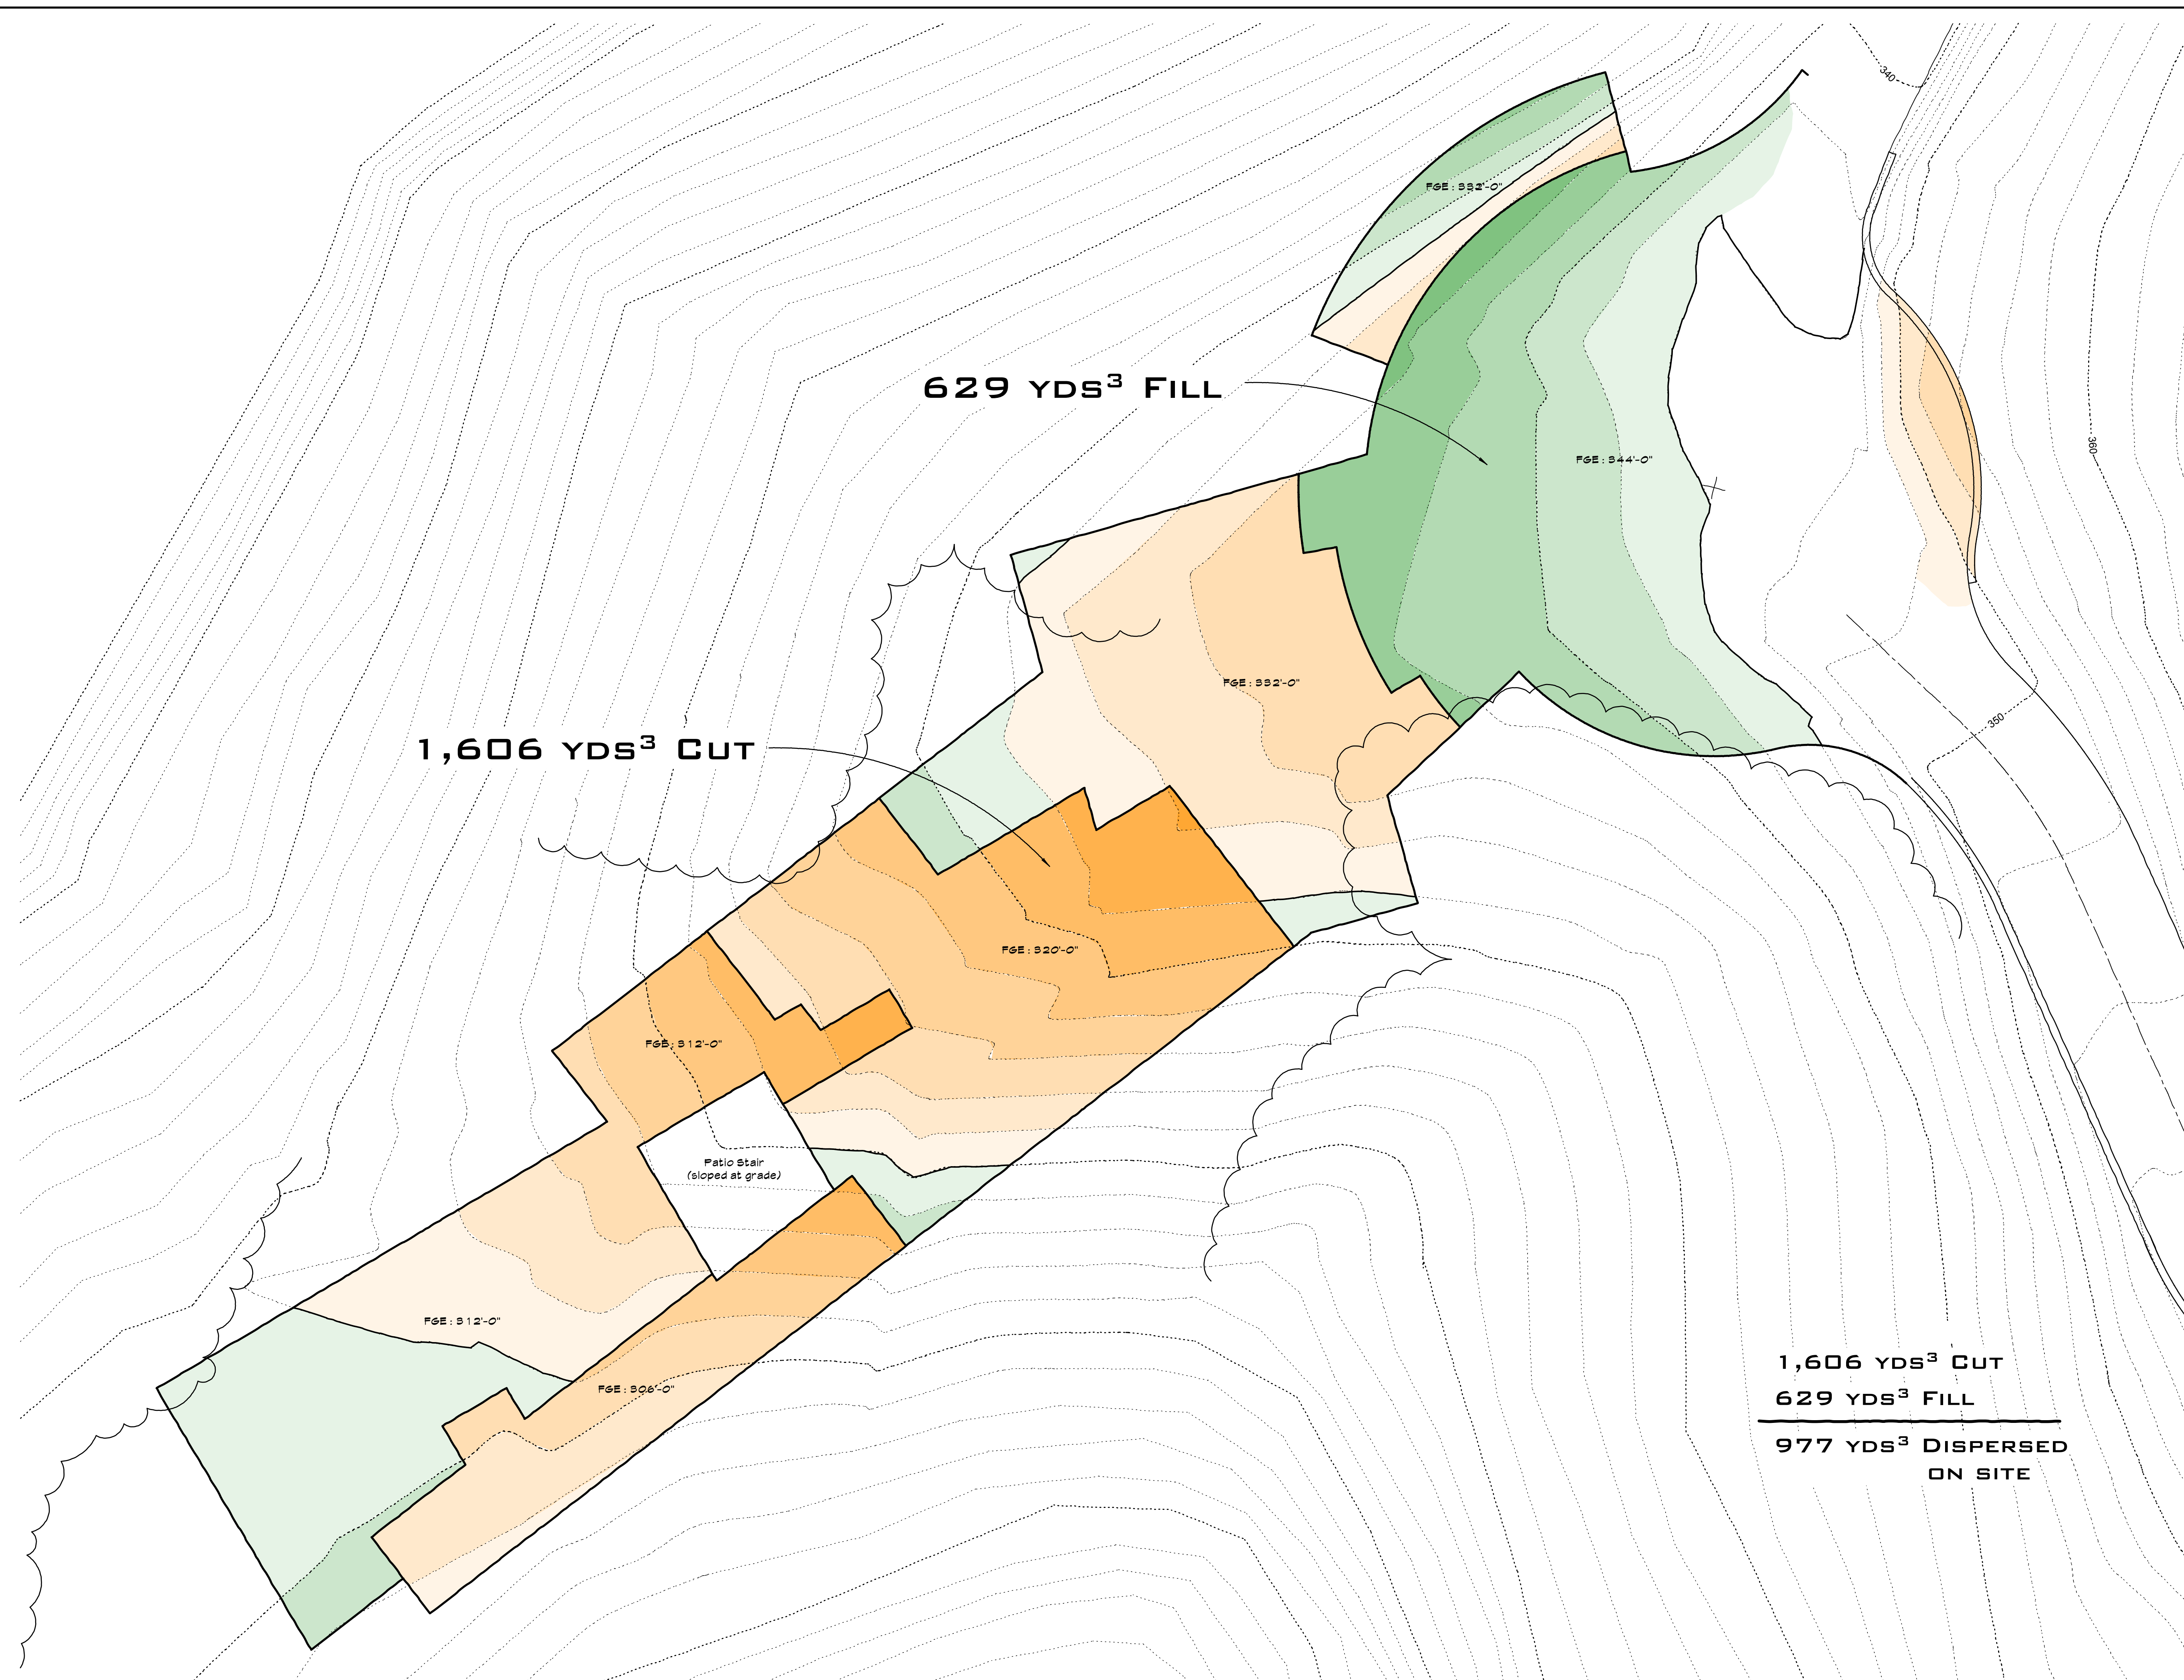 340
FGE : 332'-0"
629 YDS³ FILL
360
FGE : 344'-0"
FGE : 332'-0"
350
1,606 YDS³ CUT
FGE : 320'-0"
FGE : 312'-0"
Patio Stair
(sloped at grade)
FGE : 312'-0"
FGE : 306'-0"
1,606 YDS³ CUT
629 YDS³ FILL
977 YDS³ DISPERSED
ON SITE